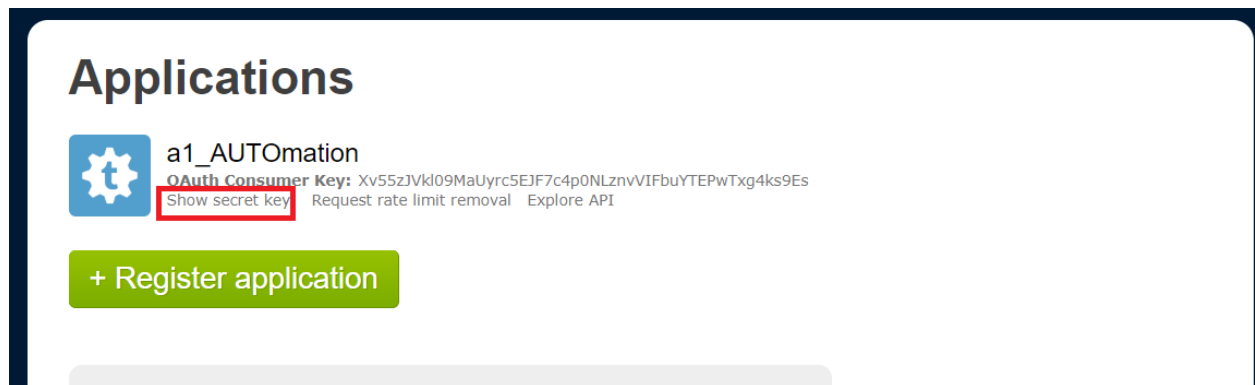 Applications
t
a1_AUTOmation
OAuth Consumer Key: Xv55zJVkl09MaUyrc5EJF7c4p0NLznvVIFbuYTEPwTxg4ks9Es
Show secret key Request rate limit removal Explore API
+ Register application